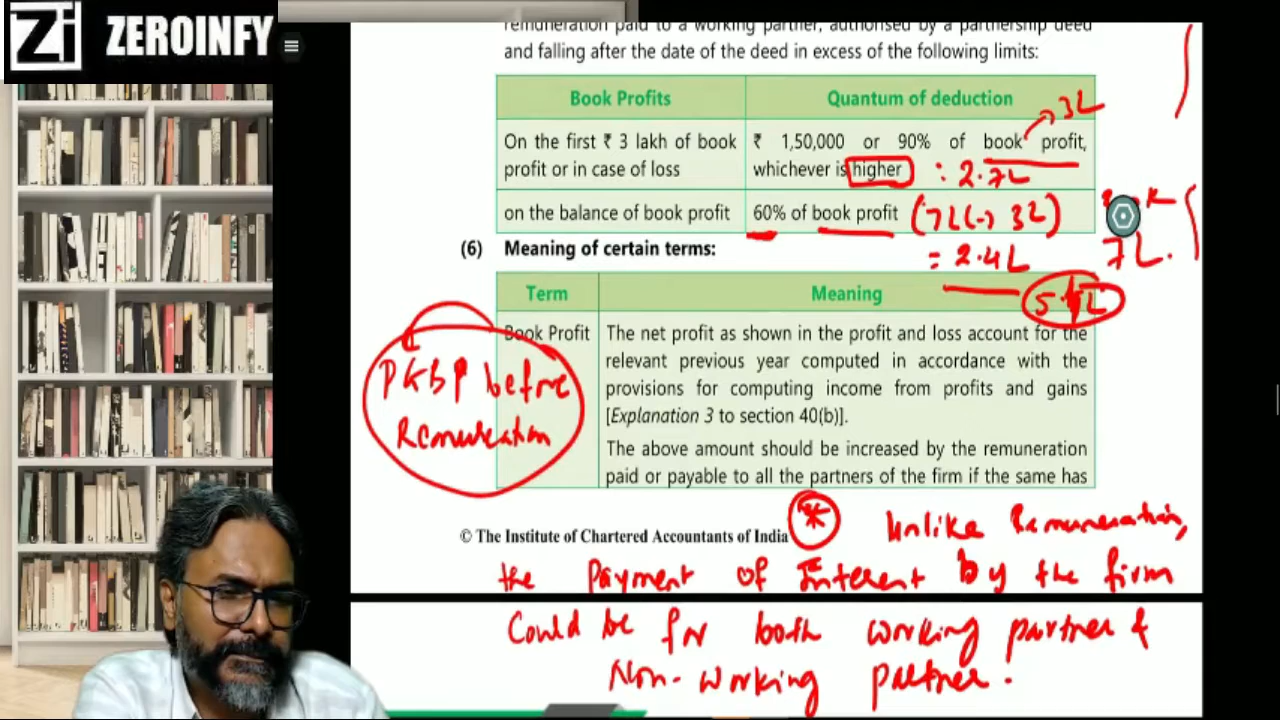 ZI ZEROINFY
remuneration paid to a working partner, authorised by a partnership deed
and falling after the date of the deed in excess of the following limits:
Book Profits Quantum of deduction
3L
On the first ₹ 3 lakh of book ₹ 1,50,000 or 90% of book profit,
profit or in case of loss whichever is higher : 2.7L
on the balance of book profit 60% of book profit (7L (-) 3L)
= 2.4L
7L.
(6) Meaning of certain terms:
Term Meaning
Book Profit The net profit as shown in the profit and loss account for the
relevant previous year computed in accordance with the
provisions for computing income from profits and gains
[Explanation 3 to section 40(b)].
The above amount should be increased by the remuneration
paid or payable to all the partners of the firm if the same has
PGBP before
Remuneration
© The Institute of Chartered Accountants of India
* Unlike Remuneration,
the payment of Interest by the firm
Could be for both working partner &
Non-working partner.